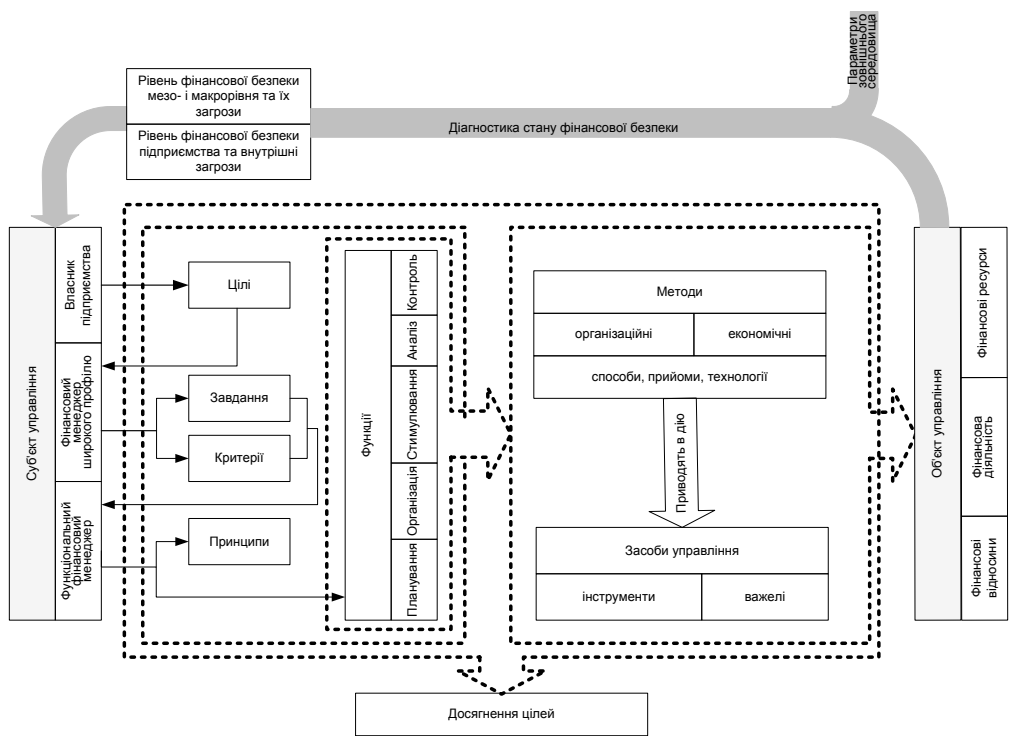 Параметри
зовнішнього
середовища
Рівень фінансової безпеки
мезо- і макрорівня та їх
загрози
Рівень фінансової безпеки
підприємства та внутрішні
загрози
Діагностика стану фінансової безпеки
Суб'єкт управління
Власник
підприємства
Фінансовий
менеджер
широкого профілю
Функціональний
фінансовий
менеджер
Цілі
Завдання
Критерії
Принципи
Функції
Контроль
Аналіз
Стимулювання
Організація
Планування
Методи
організаційні
економічні
способи, прийоми, технології
Приводять в дію
Засоби управління
інструменти
важелі
Об'єкт управління
Фінансові ресурси
Фінансова
діяльність
Фінансові
відносини
Досягнення цілей